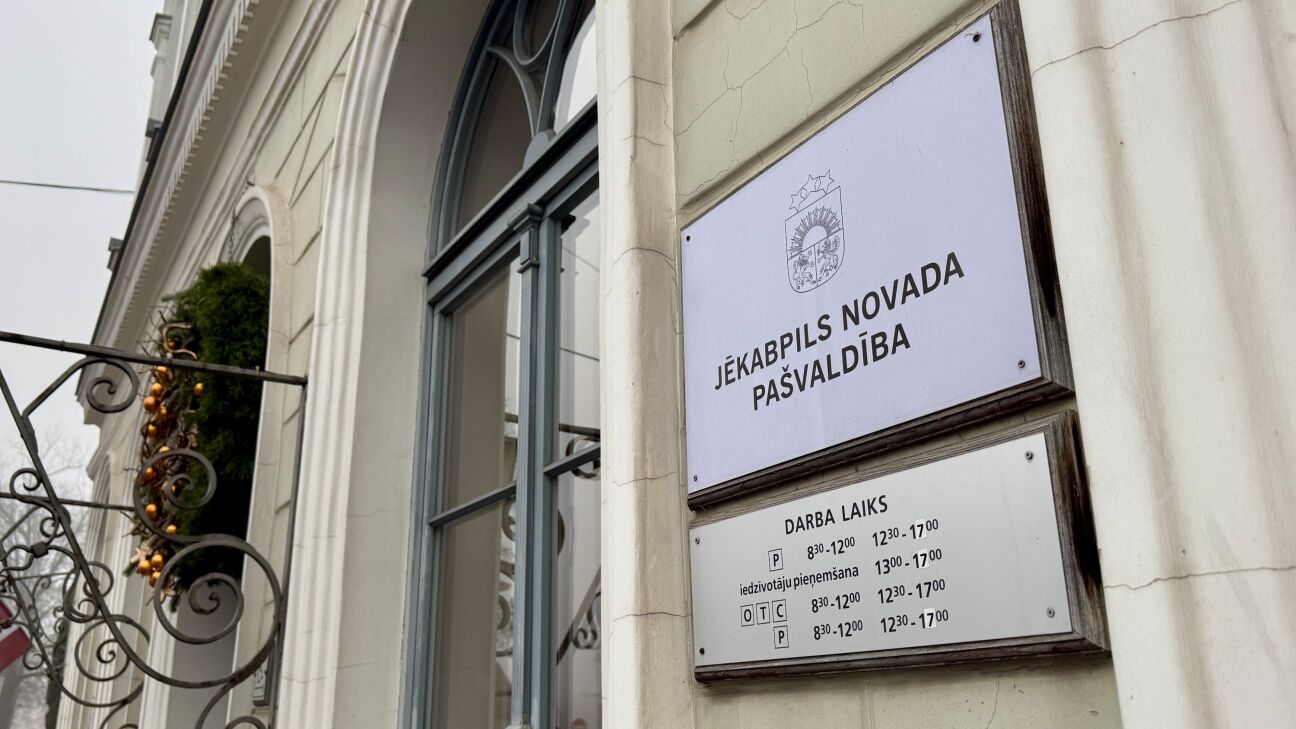 JĒKABPILS NOVADA
PAŠVALDĪBA
DARBA LAIKS
P 8³⁰-12⁰⁰ 12³⁰-17⁰⁰
iedzīvotāju pieņemšana 13⁰⁰-17⁰⁰
O T C 8³⁰-12⁰⁰ 12³⁰-17⁰⁰
P 8³⁰-12⁰⁰ 12³⁰-17⁰⁰